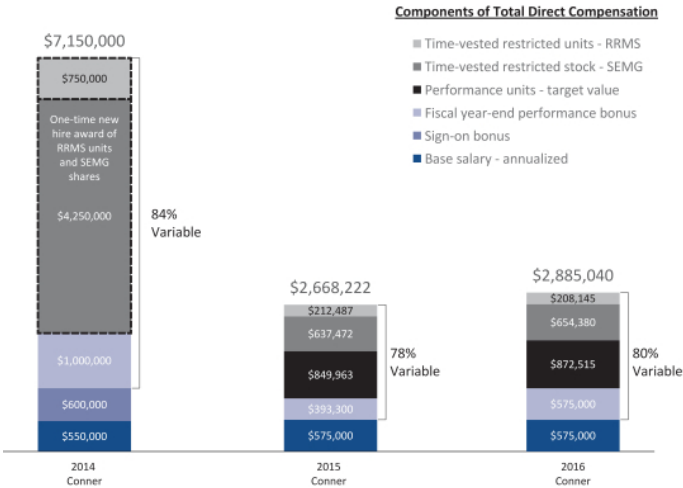 Components of Total Direct Compensation
Time-vested restricted units - RRMS
Time-vested restricted stock - SEMG
Performance units - target value
Fiscal year-end performance bonus
Sign-on bonus
Base salary - annualized
$7,150,000
$750,000
One-time new
hire award of
RRMS units
and SEMG
shares
$4,250,000
84%
Variable
$1,000,000
$600,000
$550,000
2014
Conner
$2,668,222
$212,487
$637,472
$849,963
$393,300
$575,000
78%
Variable
2015
Conner
$2,885,040
$208,145
$654,380
$872,515
$575,000
$575,000
80%
Variable
2016
Conner